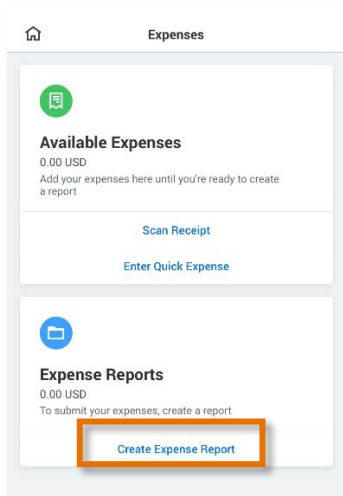 Expenses
Available Expenses
0.00 USD
Add your expenses here until you're ready to create
a report
Scan Receipt
Enter Quick Expense
Expense Reports
0.00 USD
To submit your expenses, create a report
Create Expense Report